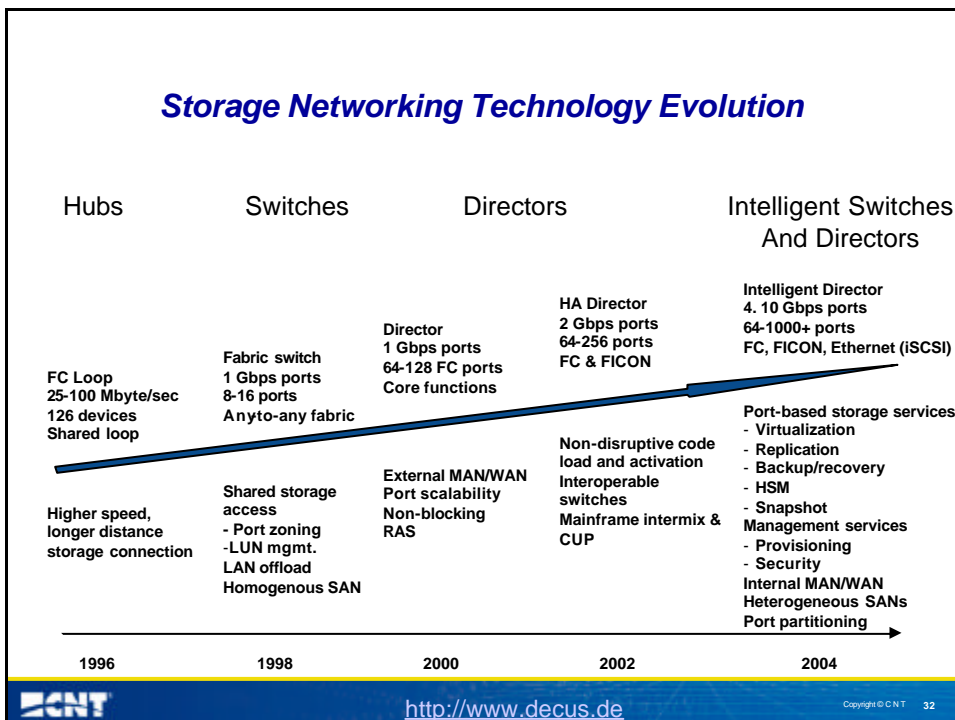 Storage Networking Technology Evolution
Hubs
Switches
Directors
Intelligent Switches
And Directors
FC Loop
25-100 Mbyte/sec
126 devices
Shared loop
Fabric switch
1 Gbps ports
8-16 ports
Anyto-any fabric
Director
1 Gbps ports
64-128 FC ports
Core functions
HA Director
2 Gbps ports
64-256 ports
FC & FICON
Intelligent Director
4. 10 Gbps ports
64-1000+ ports
FC, FICON, Ethernet (iSCSI)
Higher speed,
longer distance
storage connection
Shared storage
access
- Port zoning
-LUN mgmt.
LAN offload
Homogenous SAN
External MAN/WAN
Port scalability
Non-blocking
RAS
Non-disruptive code
load and activation
Interoperable
switches
Mainframe intermix &
CUP
Port-based storage services
- Virtualization
- Replication
- Backup/recovery
- HSM
- Snapshot
Management services
- Provisioning
- Security
Internal MAN/WAN
Heterogeneous SANs
Port partitioning
1996
1998
2000
2002
2004
CNT
http://www.decus.de
Copyright © C N T 32